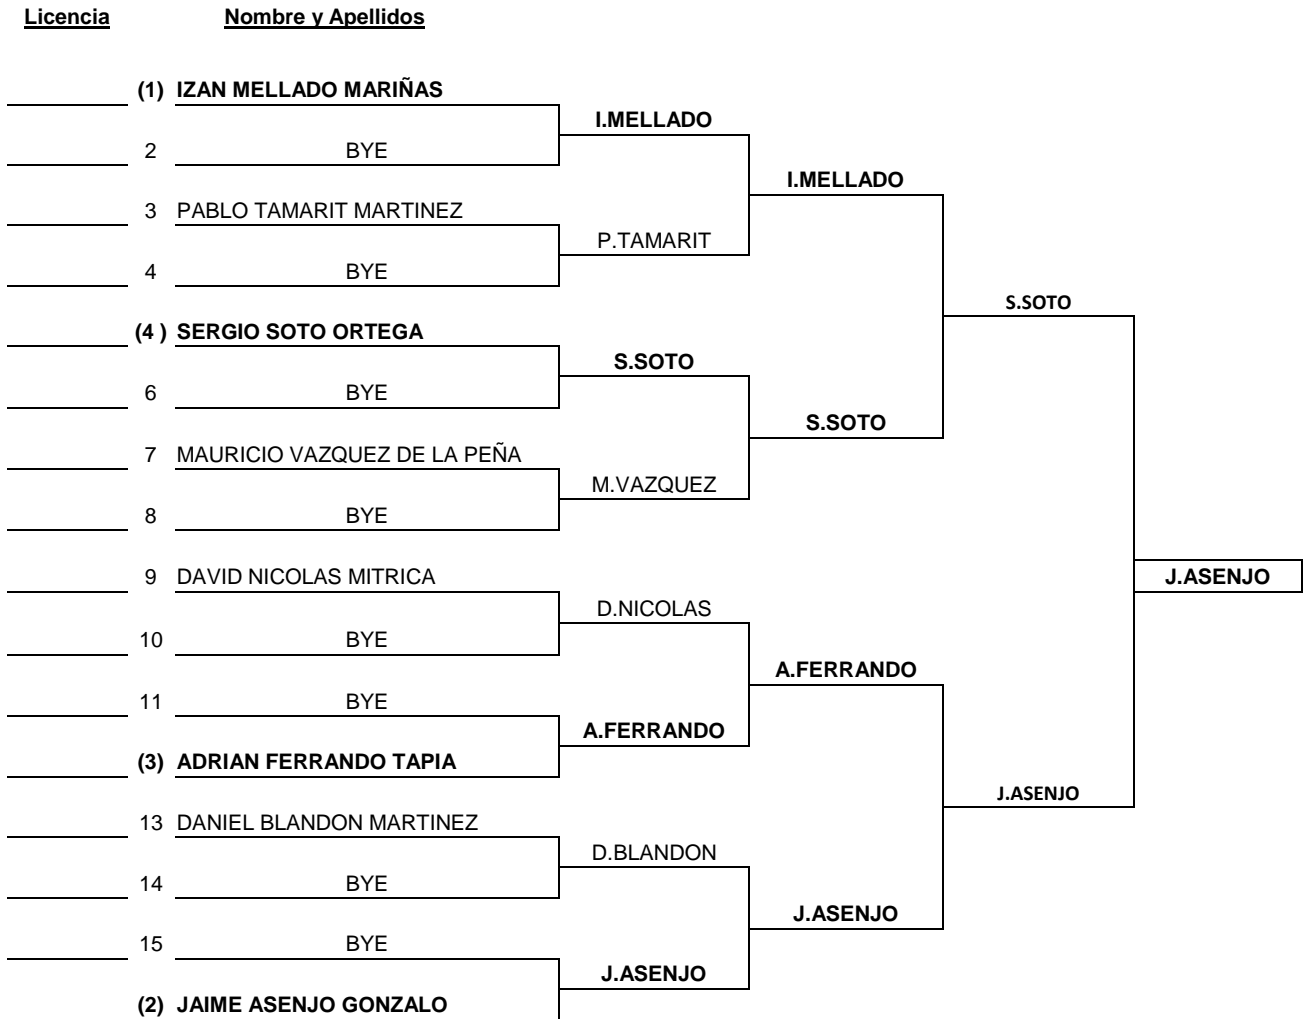 Licencia Nombre y Apellidos
(1) IZAN MELLADO MARIÑAS
I.MELLADO
2 BYE
I.MELLADO
3 PABLO TAMARIT MARTINEZ
P.TAMARIT
4 BYE
S.SOTO
(4 ) SERGIO SOTO ORTEGA
S.SOTO
6 BYE
S.SOTO
7 MAURICIO VAZQUEZ DE LA PEÑA
M.VAZQUEZ
8 BYE
9 DAVID NICOLAS MITRICA J.ASENJO
D.NICOLAS
10 BYE
A.FERRANDO
11 BYE
A.FERRANDO
(3) ADRIAN FERRANDO TAPIA
J.ASENJO
13 DANIEL BLANDON MARTINEZ
D.BLANDON
14 BYE
J.ASENJO
15 BYE
J.ASENJO
(2) JAIME ASENJO GONZALO